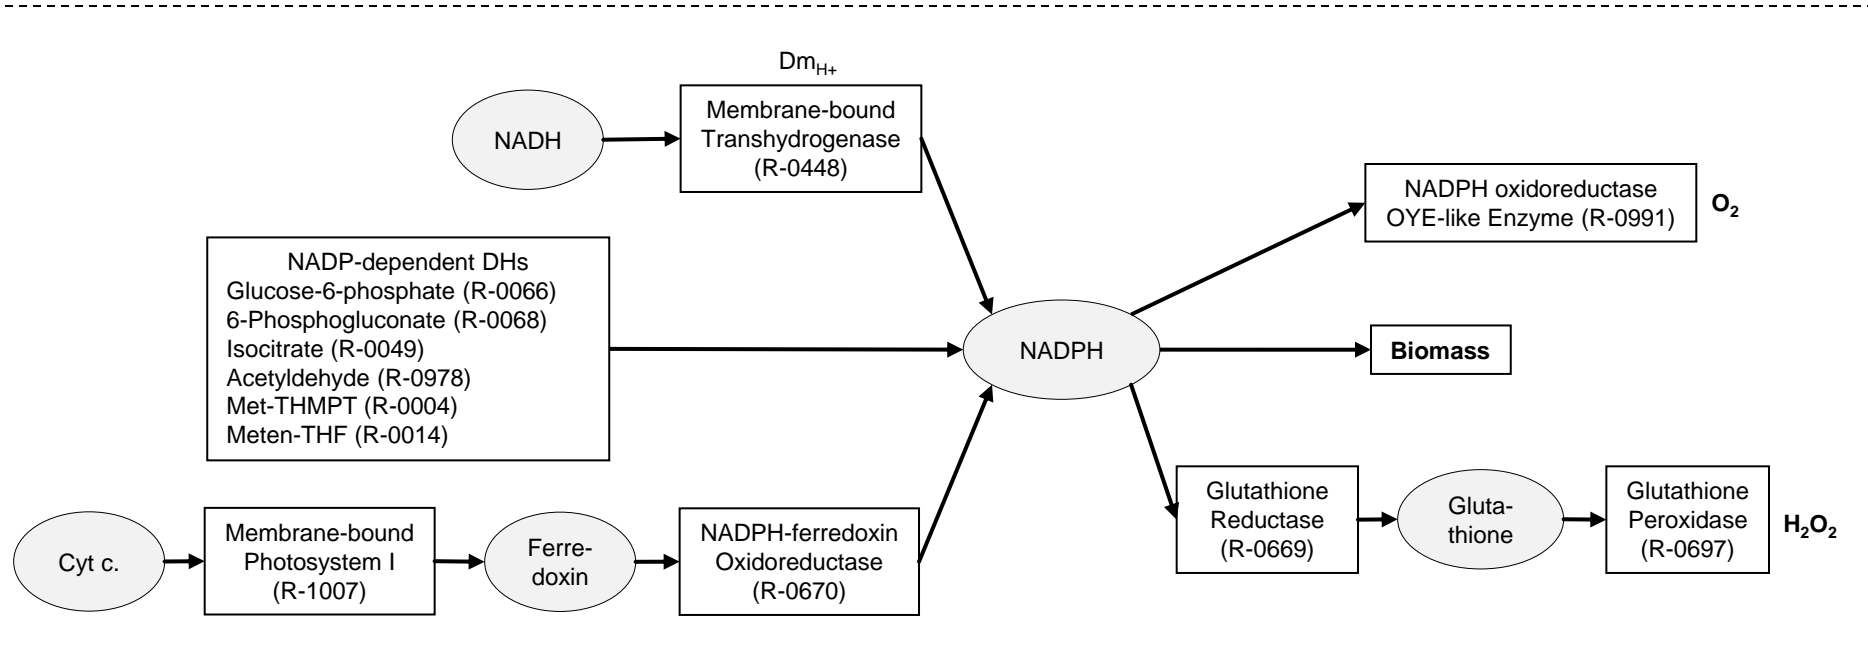 Dm_H+
NADH
Membrane-bound
Transhydrogenase
(R-0448)
NADPH oxidoreductase
OYE-like Enzyme (R-0991)
O₂
NADP-dependent DHs
Glucose-6-phosphate (R-0066)
6-Phosphogluconate (R-0068)
Isocitrate (R-0049)
Acetyldehyde (R-0978)
Met-THMPT (R-0004)
Meten-THF (R-0014)
NADPH
Biomass
Cyt c.
Membrane-bound
Photosystem I
(R-1007)
Ferre-
doxin
NADPH-ferredoxin
Oxidoreductase
(R-0670)
Glutathione
Reductase
(R-0669)
Gluta-
thione
Glutathione
Peroxidase
(R-0697)
H₂O₂